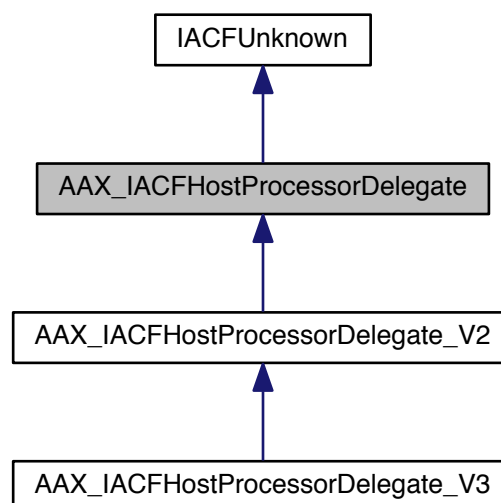 IACFUnknown
AAX_IACFHostProcessorDelegate
AAX_IACFHostProcessorDelegate_V2
AAX_IACFHostProcessorDelegate_V3